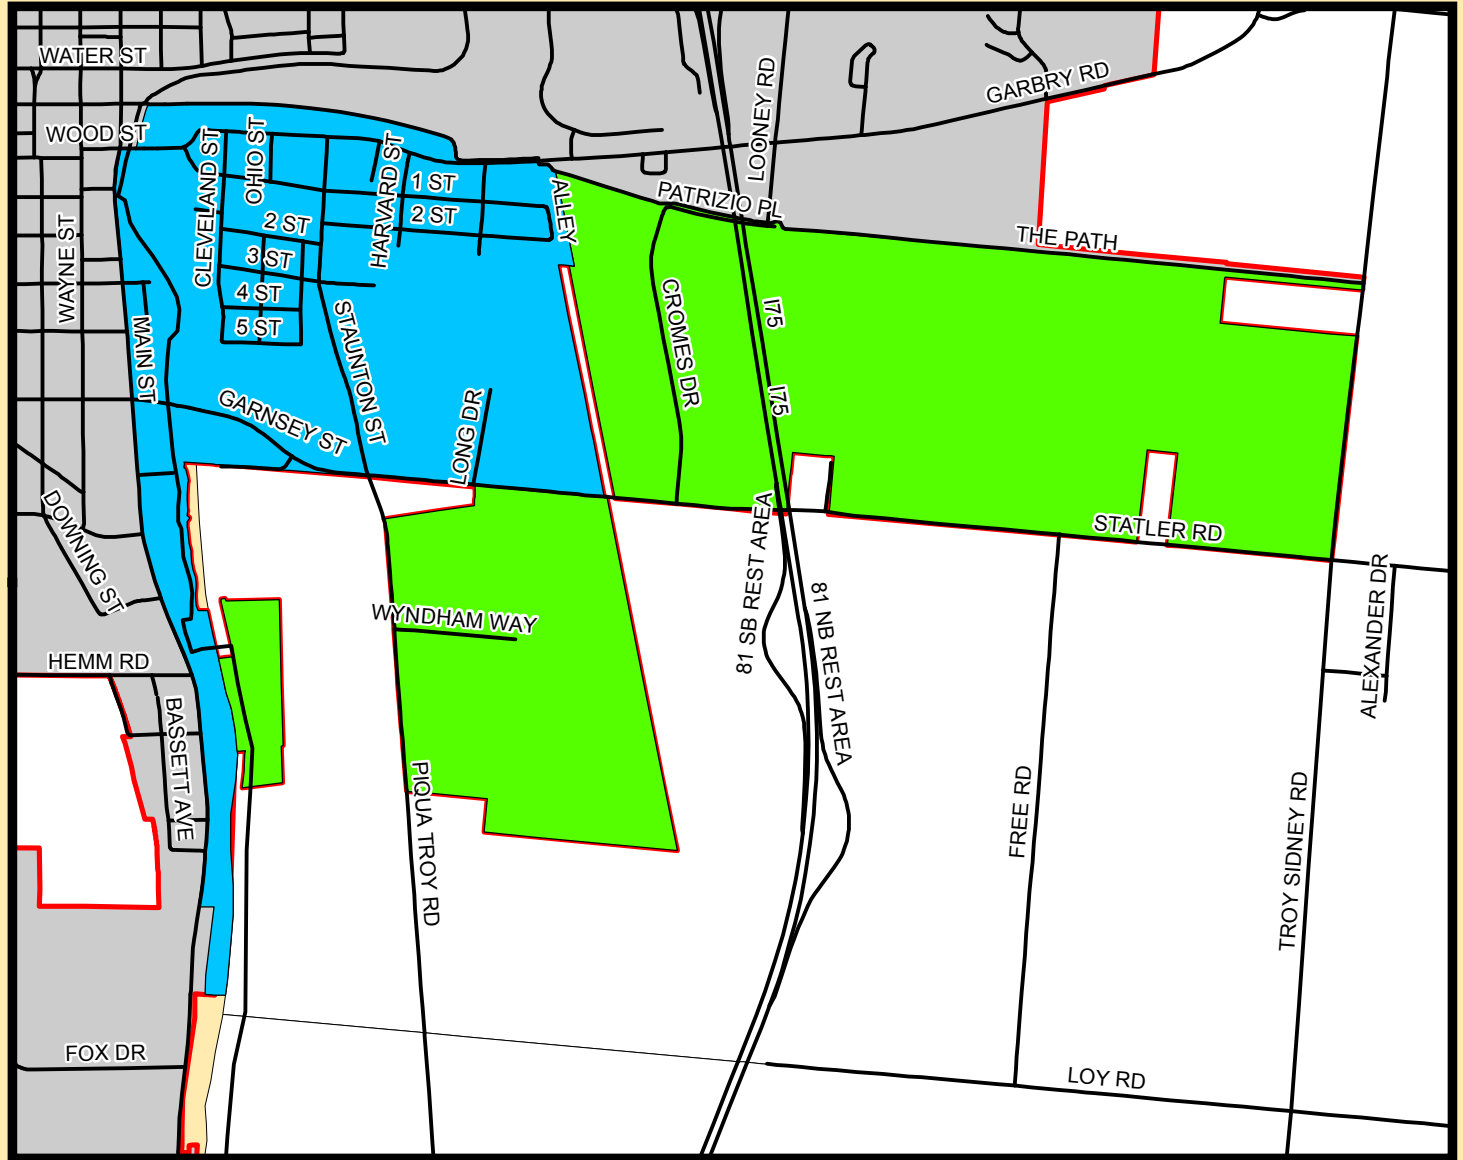 WATER ST
GARBRY RD
LOONEY RD
WOOD ST
OHIO ST
CLEVELAND ST
HARVARD ST
1 ST
ALLEY
PATRIZIO PL
2 ST
2 ST
THE PATH
WAYNE ST
3 ST
4 ST
CROMES DR
I75
5 ST
MAIN ST
STAUNTON ST
I75
GARNSEY ST
LONG DR
STATLER RD
DOWNING ST
81 SB REST AREA
81 NB REST AREA
ALEXANDER DR
WYNDHAM WAY
HEMM RD
BASSETT AVE
PIQUA TROY RD
FREE RD
TROY SIDNEY RD
FOX DR
LOY RD